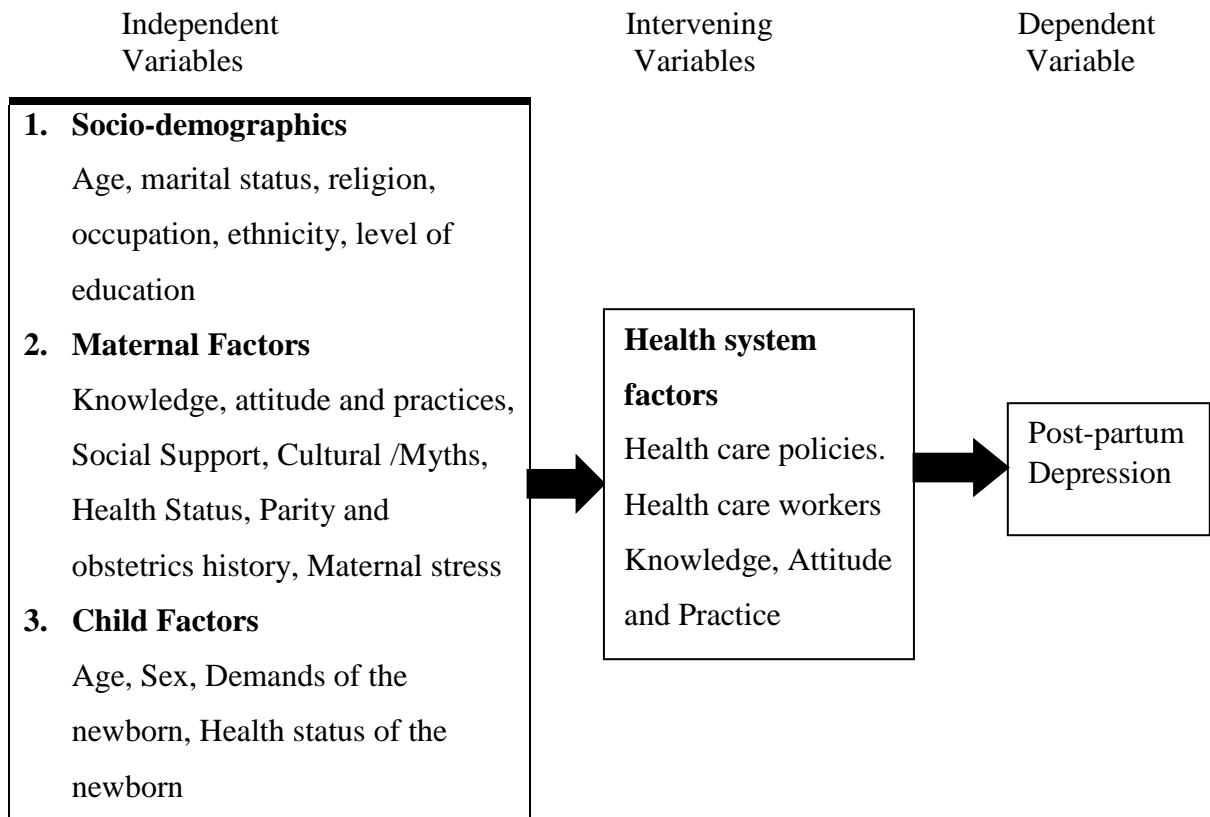 Independent
Variables
Intervening
Variables
Dependent
Variable
1. Socio-demographics
Age, marital status, religion,
occupation, ethnicity, level of
education
2. Maternal Factors
Knowledge, attitude and practices,
Social Support, Cultural /Myths,
Health Status, Parity and
obstetrics history, Maternal stress
3. Child Factors
Age, Sex, Demands of the
newborn, Health status of the
newborn
Health system
factors
Health care policies.
Health care workers
Knowledge, Attitude
and Practice
Post-partum
Depression